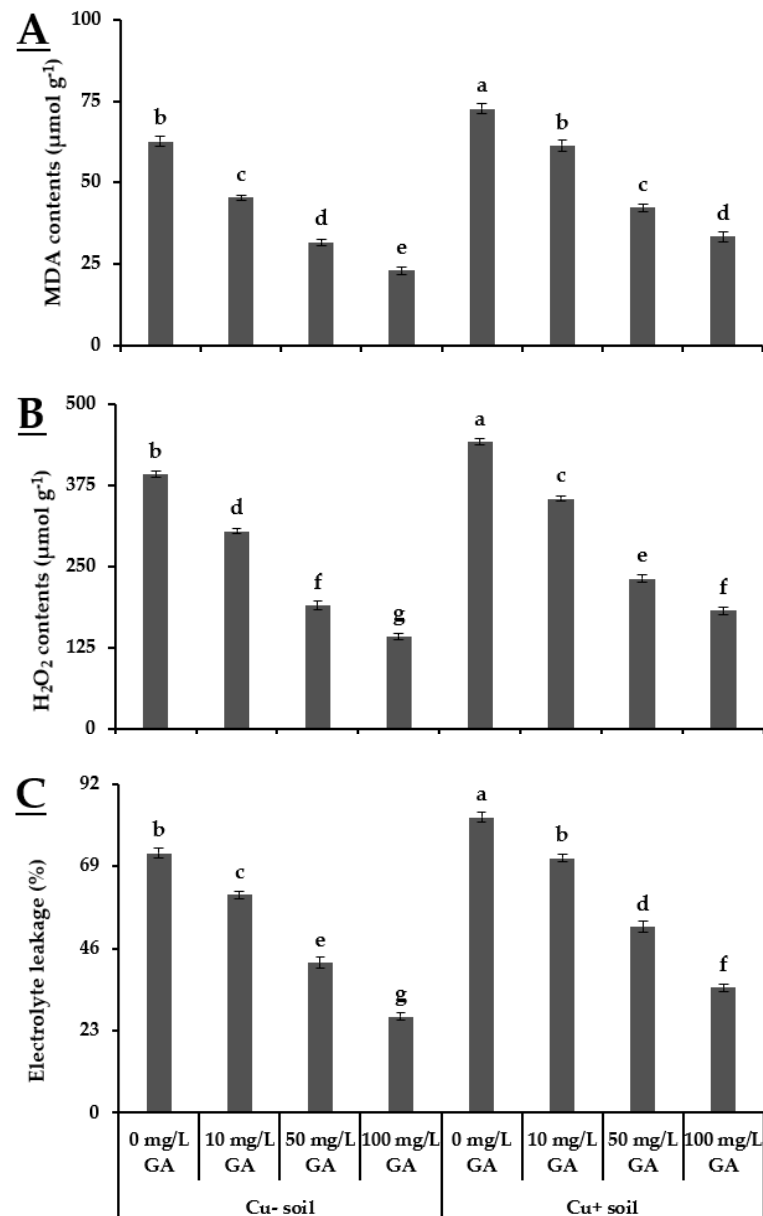 A
MDA contents (µmol g⁻¹)
100
75
50
25
0
b
c
d
e
a
b
c
d
B
H₂O₂ contents (µmol g⁻¹)
500
375
250
125
0
b
d
f
g
a
c
e
f
C
Electrolyte leakage (%)
92
69
46
23
0
b
c
e
g
a
b
d
f
0 mg/L 10 mg/L 50 mg/L 100 mg/L 0 mg/L 10 mg/L 50 mg/L 100 mg/L
GA GA GA GA GA GA GA GA
Cu- soil Cu+ soil